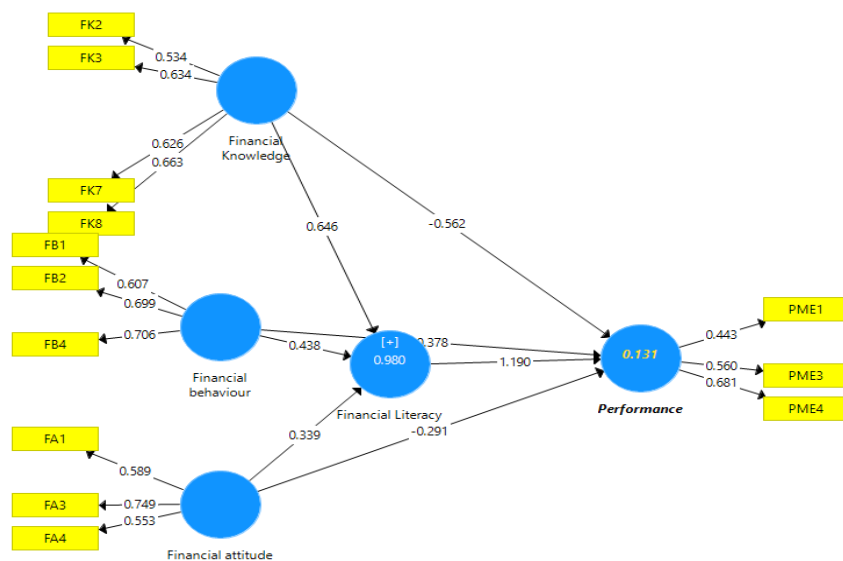 FK2
FK3
0.534
0.634
Financial
Knowledge
0.626
0.663
FK7
FK8
0.646
-0.562
FB1
FB2
FB4
0.607
0.699
0.706
Financial
behaviour
0.438
0.378
[+]
0.980
Financial Literacy
1.190
0.131
Performance
0.443
0.560
0.681
PME1
PME3
PME4
0.339
-0.291
FA1
FA3
FA4
0.589
0.749
0.553
Financial attitude